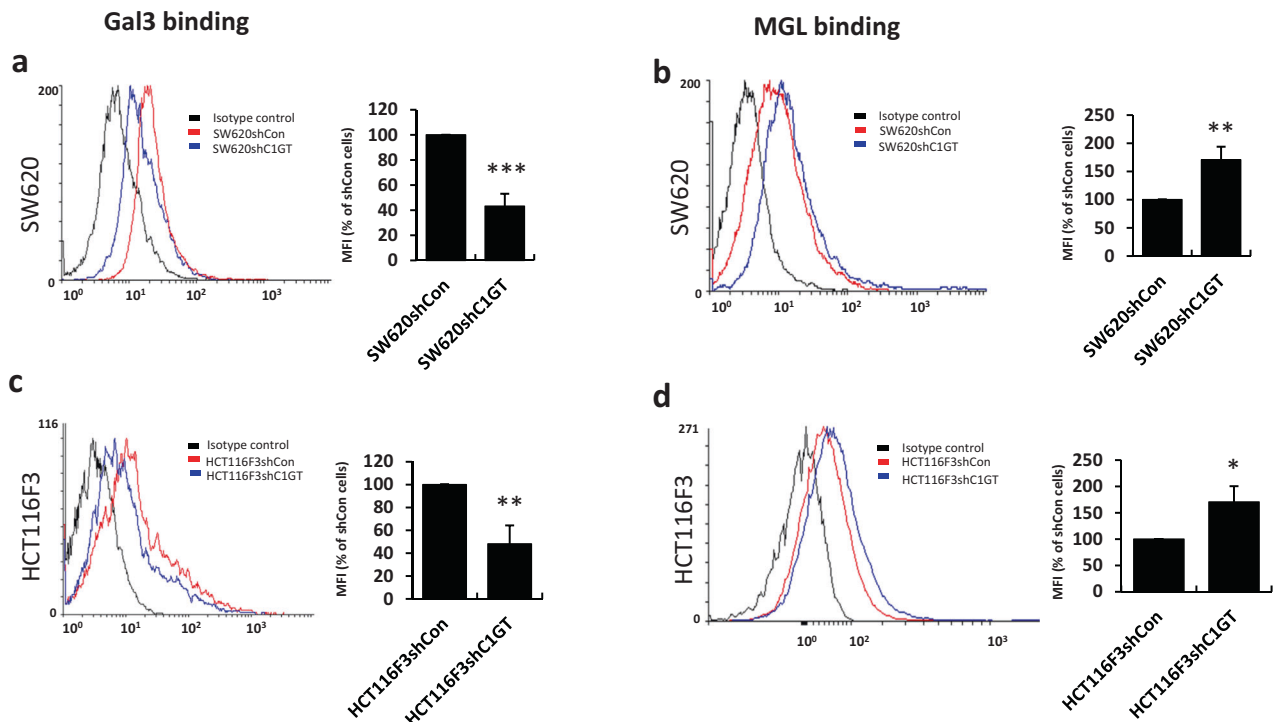 Gal3 binding
MGL binding
a
200
0
SW620
Isotype control
SW620shCon
SW620shC1GT
10⁰ 10¹ 10² 10³
MFI (% of shCon cells)
120
100
80
60
40
20
0
***
SW620shCon
SW620shC1GT
b
200
0
SW620
Isotype control
SW620shCon
SW620shC1GT
10⁰ 10¹ 10² 10³
MFI (% of shCon cells)
250
200
150
100
50
0
**
SW620shCon
SW620shC1GT
c
116
0
HCT116F3
Isotype control
HCT116F3shCon
HCT116F3shC1GT
10⁰ 10¹ 10² 10³
MFI (% of shCon cells)
120
100
80
60
40
20
0
**
HCT116F3shCon
HCT116F3shC1GT
d
271
0
HCT116F3
Isotype control
HCT116F3shCon
HCT116F3shC1GT
10⁰ 10² 10³
MFI (% of shCon cells)
250
200
150
100
50
0
*
HCT116F3shCon
HCT116F3shC1GT